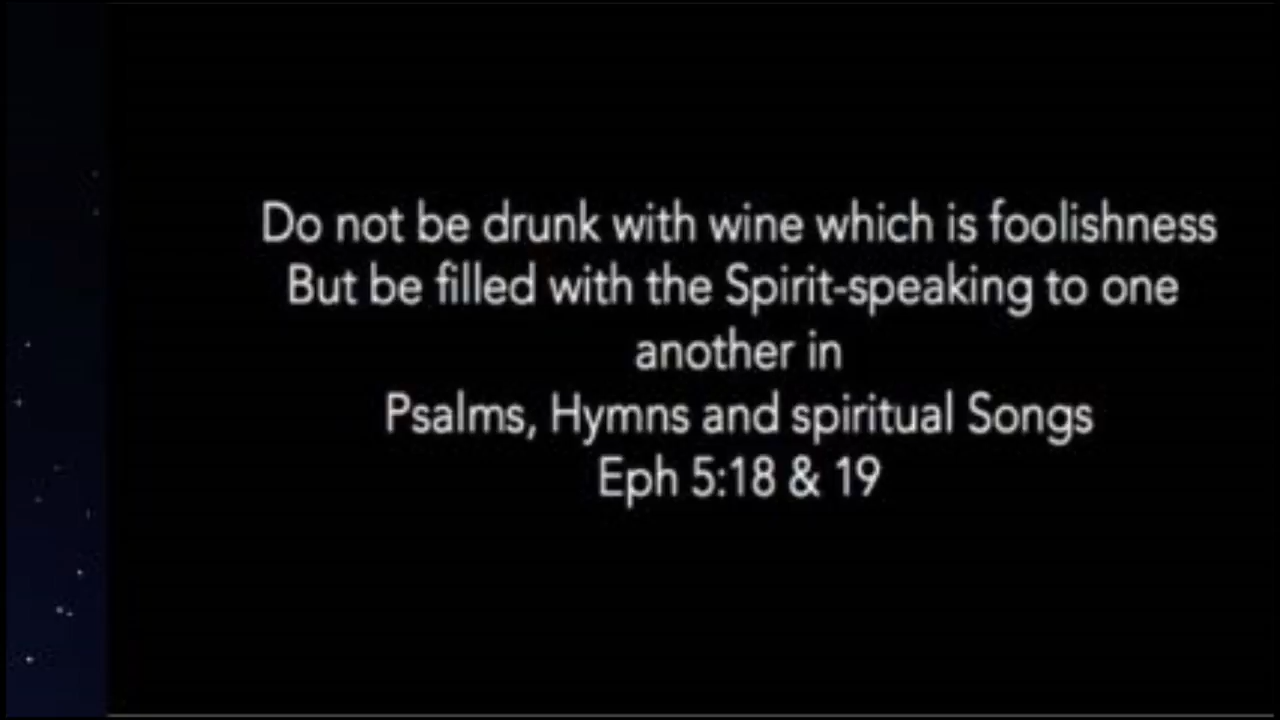 Do not be drunk with wine which is foolishness
But be filled with the Spirit-speaking to one
another in
Psalms, Hymns and spiritual Songs
Eph 5:18 & 19